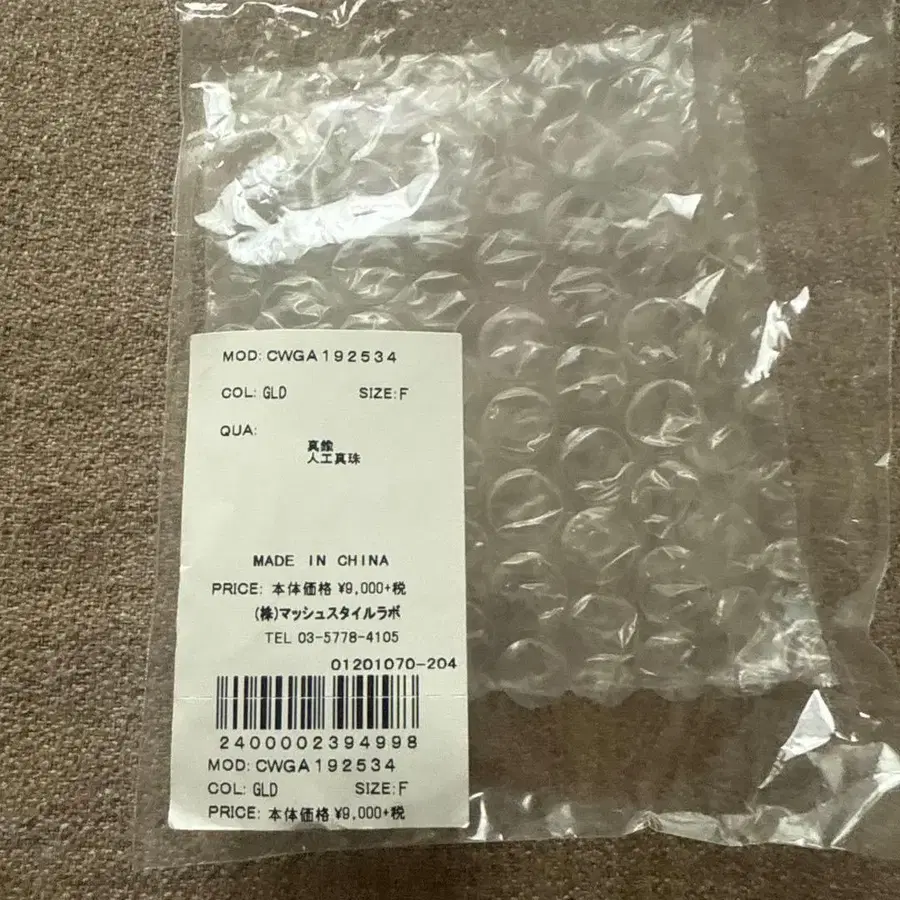 MOD: CWGA192534
COL: GLD SIZE: F
QUA:
真鍮
人工真珠
MADE IN CHINA
PRICE: 本体価格 ¥9,000+税
(株)マッシュスタイルラボ
TEL 03-5778-4105
01201070-204
2400002394998
MOD: CWGA192534
COL: GLD SIZE: F
PRICE: 本体価格 ¥9,000+税